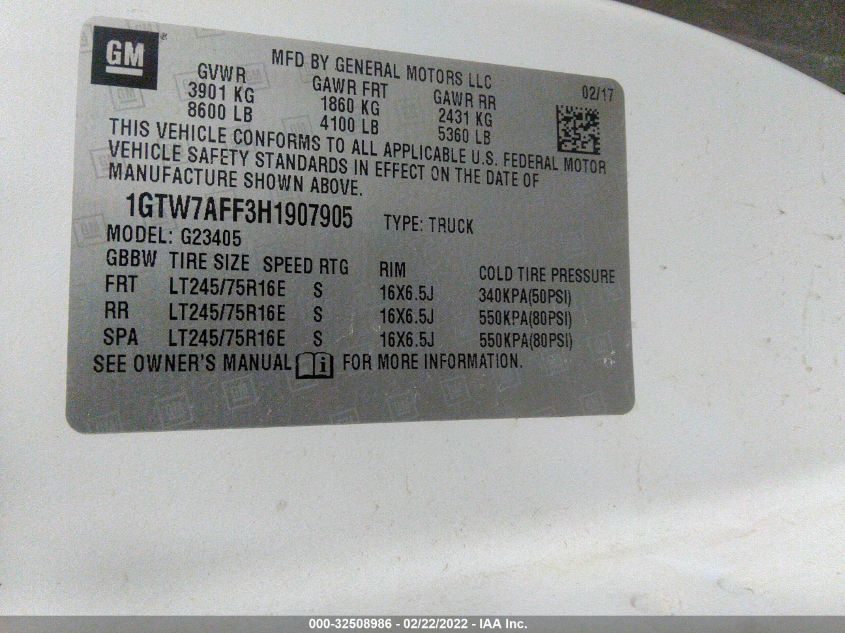 GM ®
MFD BY GENERAL MOTORS LLC
02/17
GVWR GAWR FRT GAWR RR
3901 KG 1860 KG 2431 KG
8600 LB 4100 LB 5360 LB
THIS VEHICLE CONFORMS TO ALL APPLICABLE U.S. FEDERAL MOTOR
VEHICLE SAFETY STANDARDS IN EFFECT ON THE DATE OF
MANUFACTURE SHOWN ABOVE.
1GTW7AFF3H1907905 TYPE: TRUCK
MODEL: G23405
GBBW TIRE SIZE SPEED RTG RIM COLD TIRE PRESSURE
FRT LT245/75R16E S 16X6.5J 340KPA(50PSI)
RR LT245/75R16E S 16X6.5J 550KPA(80PSI)
SPA LT245/75R16E S 16X6.5J 550KPA(80PSI)
SEE OWNER'S MANUAL i FOR MORE INFORMATION.
000-32508986 - 02/22/2022 - IAA Inc.